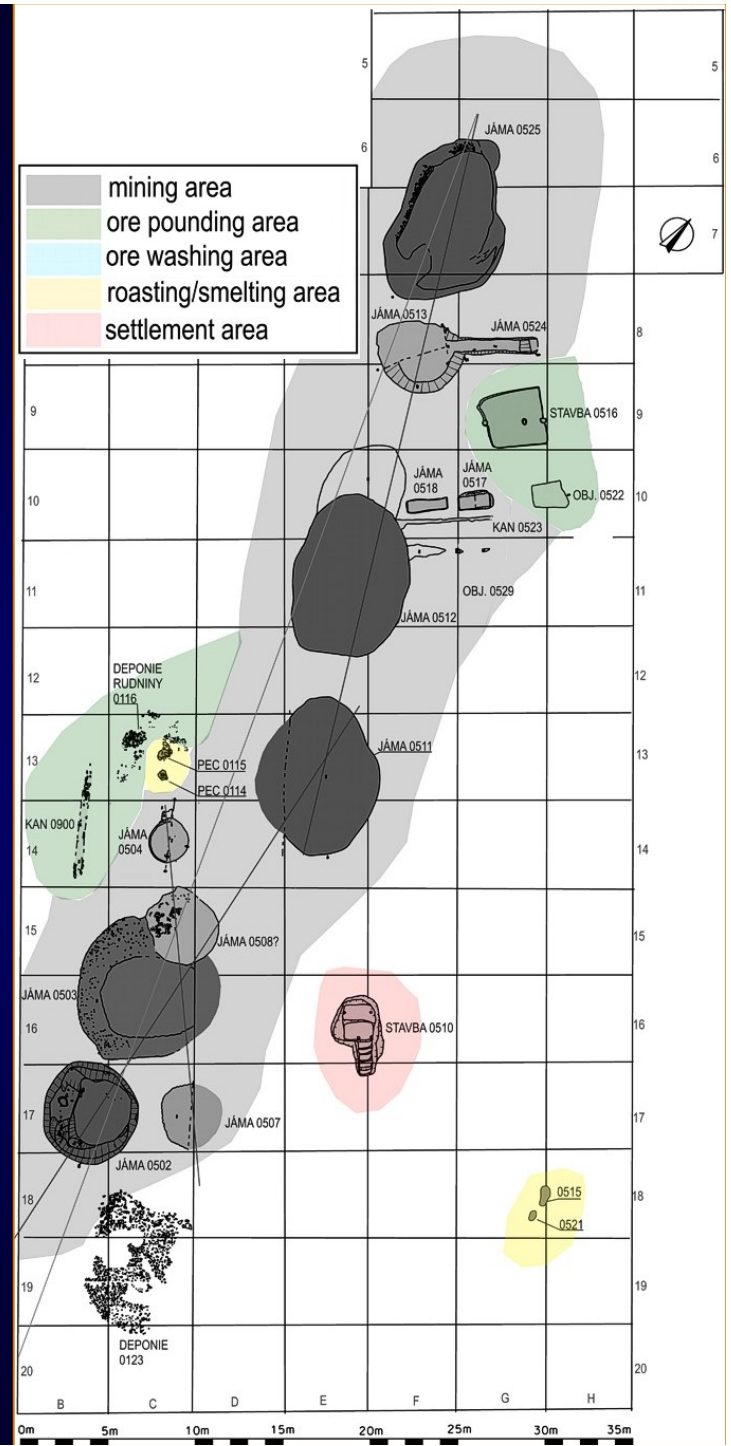 5
5
JÁMA 0525
6
6
mining area
ore pounding area
ore washing area
roasting/smelting area
settlement area
7
JÁMA 0513
JÁMA 0524
8
9
STAVBA 0516
9
JÁMA
0518
JÁMA
0517
10
OBJ. 0522
10
KAN 0523
11
OBJ. 0529
11
JÁMA 0512
12
DEPONIE
RUDNINY
0116
12
13
JÁMA 0511
13
PEC 0115
PEC 0114
KAN 0900
JÁMA
0504
14
14
15
JÁMA 0508?
15
JÁMA 0503
16
STAVBA 0510
16
17
JÁMA 0507
17
JÁMA 0502
18
0515
18
0521
19
19
DEPONIE
0123
20
20
B C D E F G H
0m 5m 10m 15m 20m 25m 30m 35m